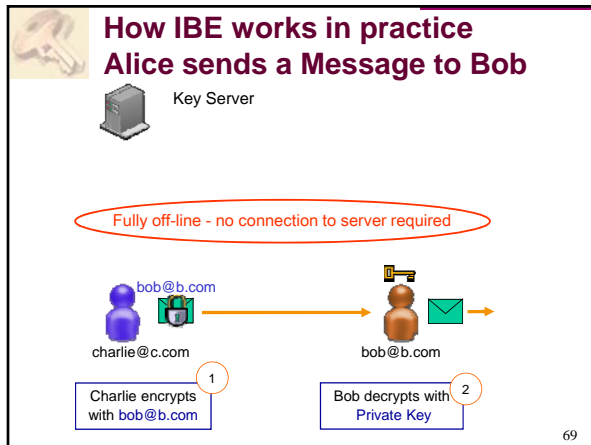 How IBE works in practice
Alice sends a Message to Bob
Key Server
Fully off-line - no connection to server required
bob@b.com
charlie@c.com
bob@b.com
1
Charlie encrypts
with bob@b.com
2
Bob decrypts with
Private Key
69